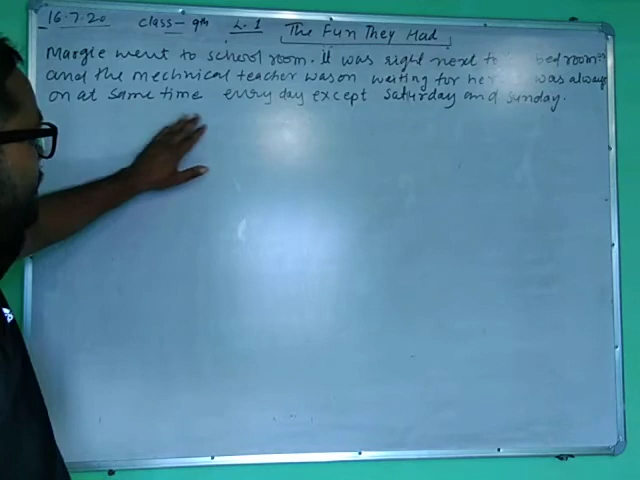 16.7.20 class- 9th L.1 The Fun They Had
Margie went to school room. It was right next to bedroom
and the mechnical teacher was on waiting for her was always
on at same time every day except Saturday and Sunday.